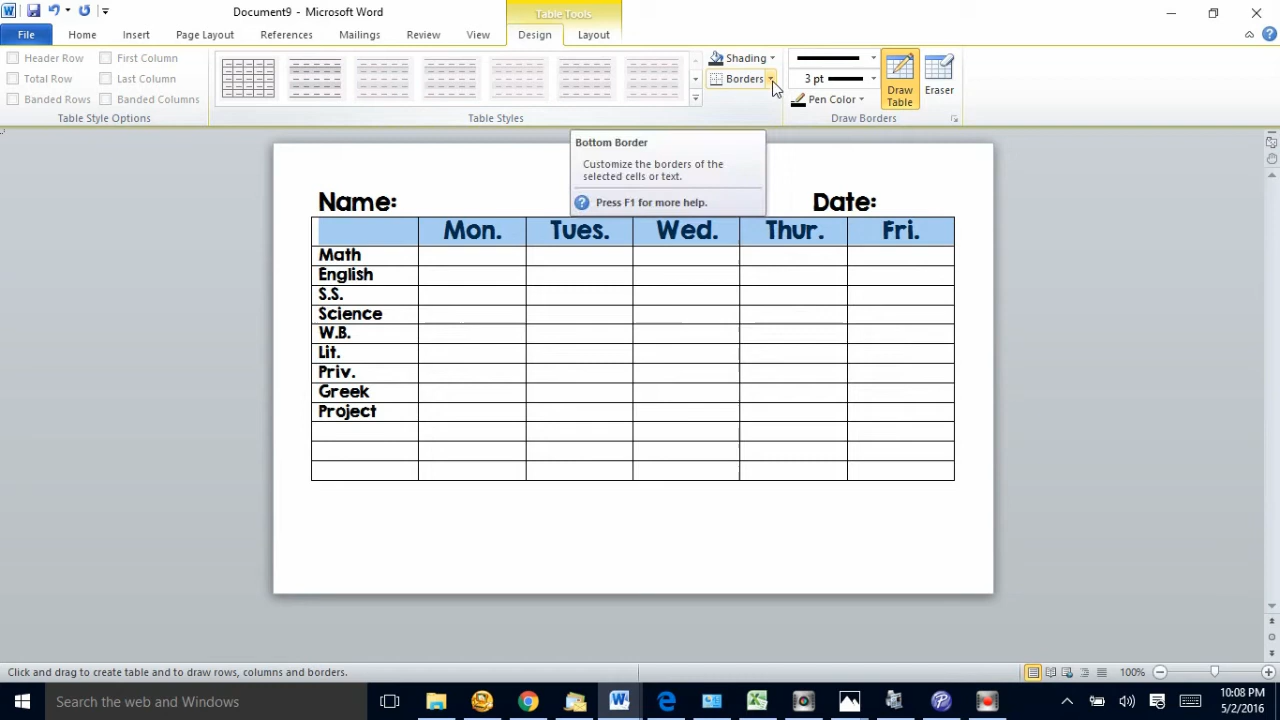 Document9 - Microsoft Word
Table Tools
File Home Insert Page Layout References Mailings Review View Design Layout
Header Row First Column
Total Row Last Column
Banded Rows Banded Columns
Table Style Options
Table Styles
Shading
Borders
3 pt
Pen Color
Draw Table
Eraser
Draw Borders
Bottom Border
Customize the borders of the
selected cells or text.
Press F1 for more help.
Name: Date:
Mon. Tues. Wed. Thur. Fri.
Math
English
S.S.
Science
W.B.
Lit.
Priv.
Greek
Project
Click and drag to create table and to draw rows, columns and borders.
100%
Search the web and Windows
10:08 PM
5/2/2016